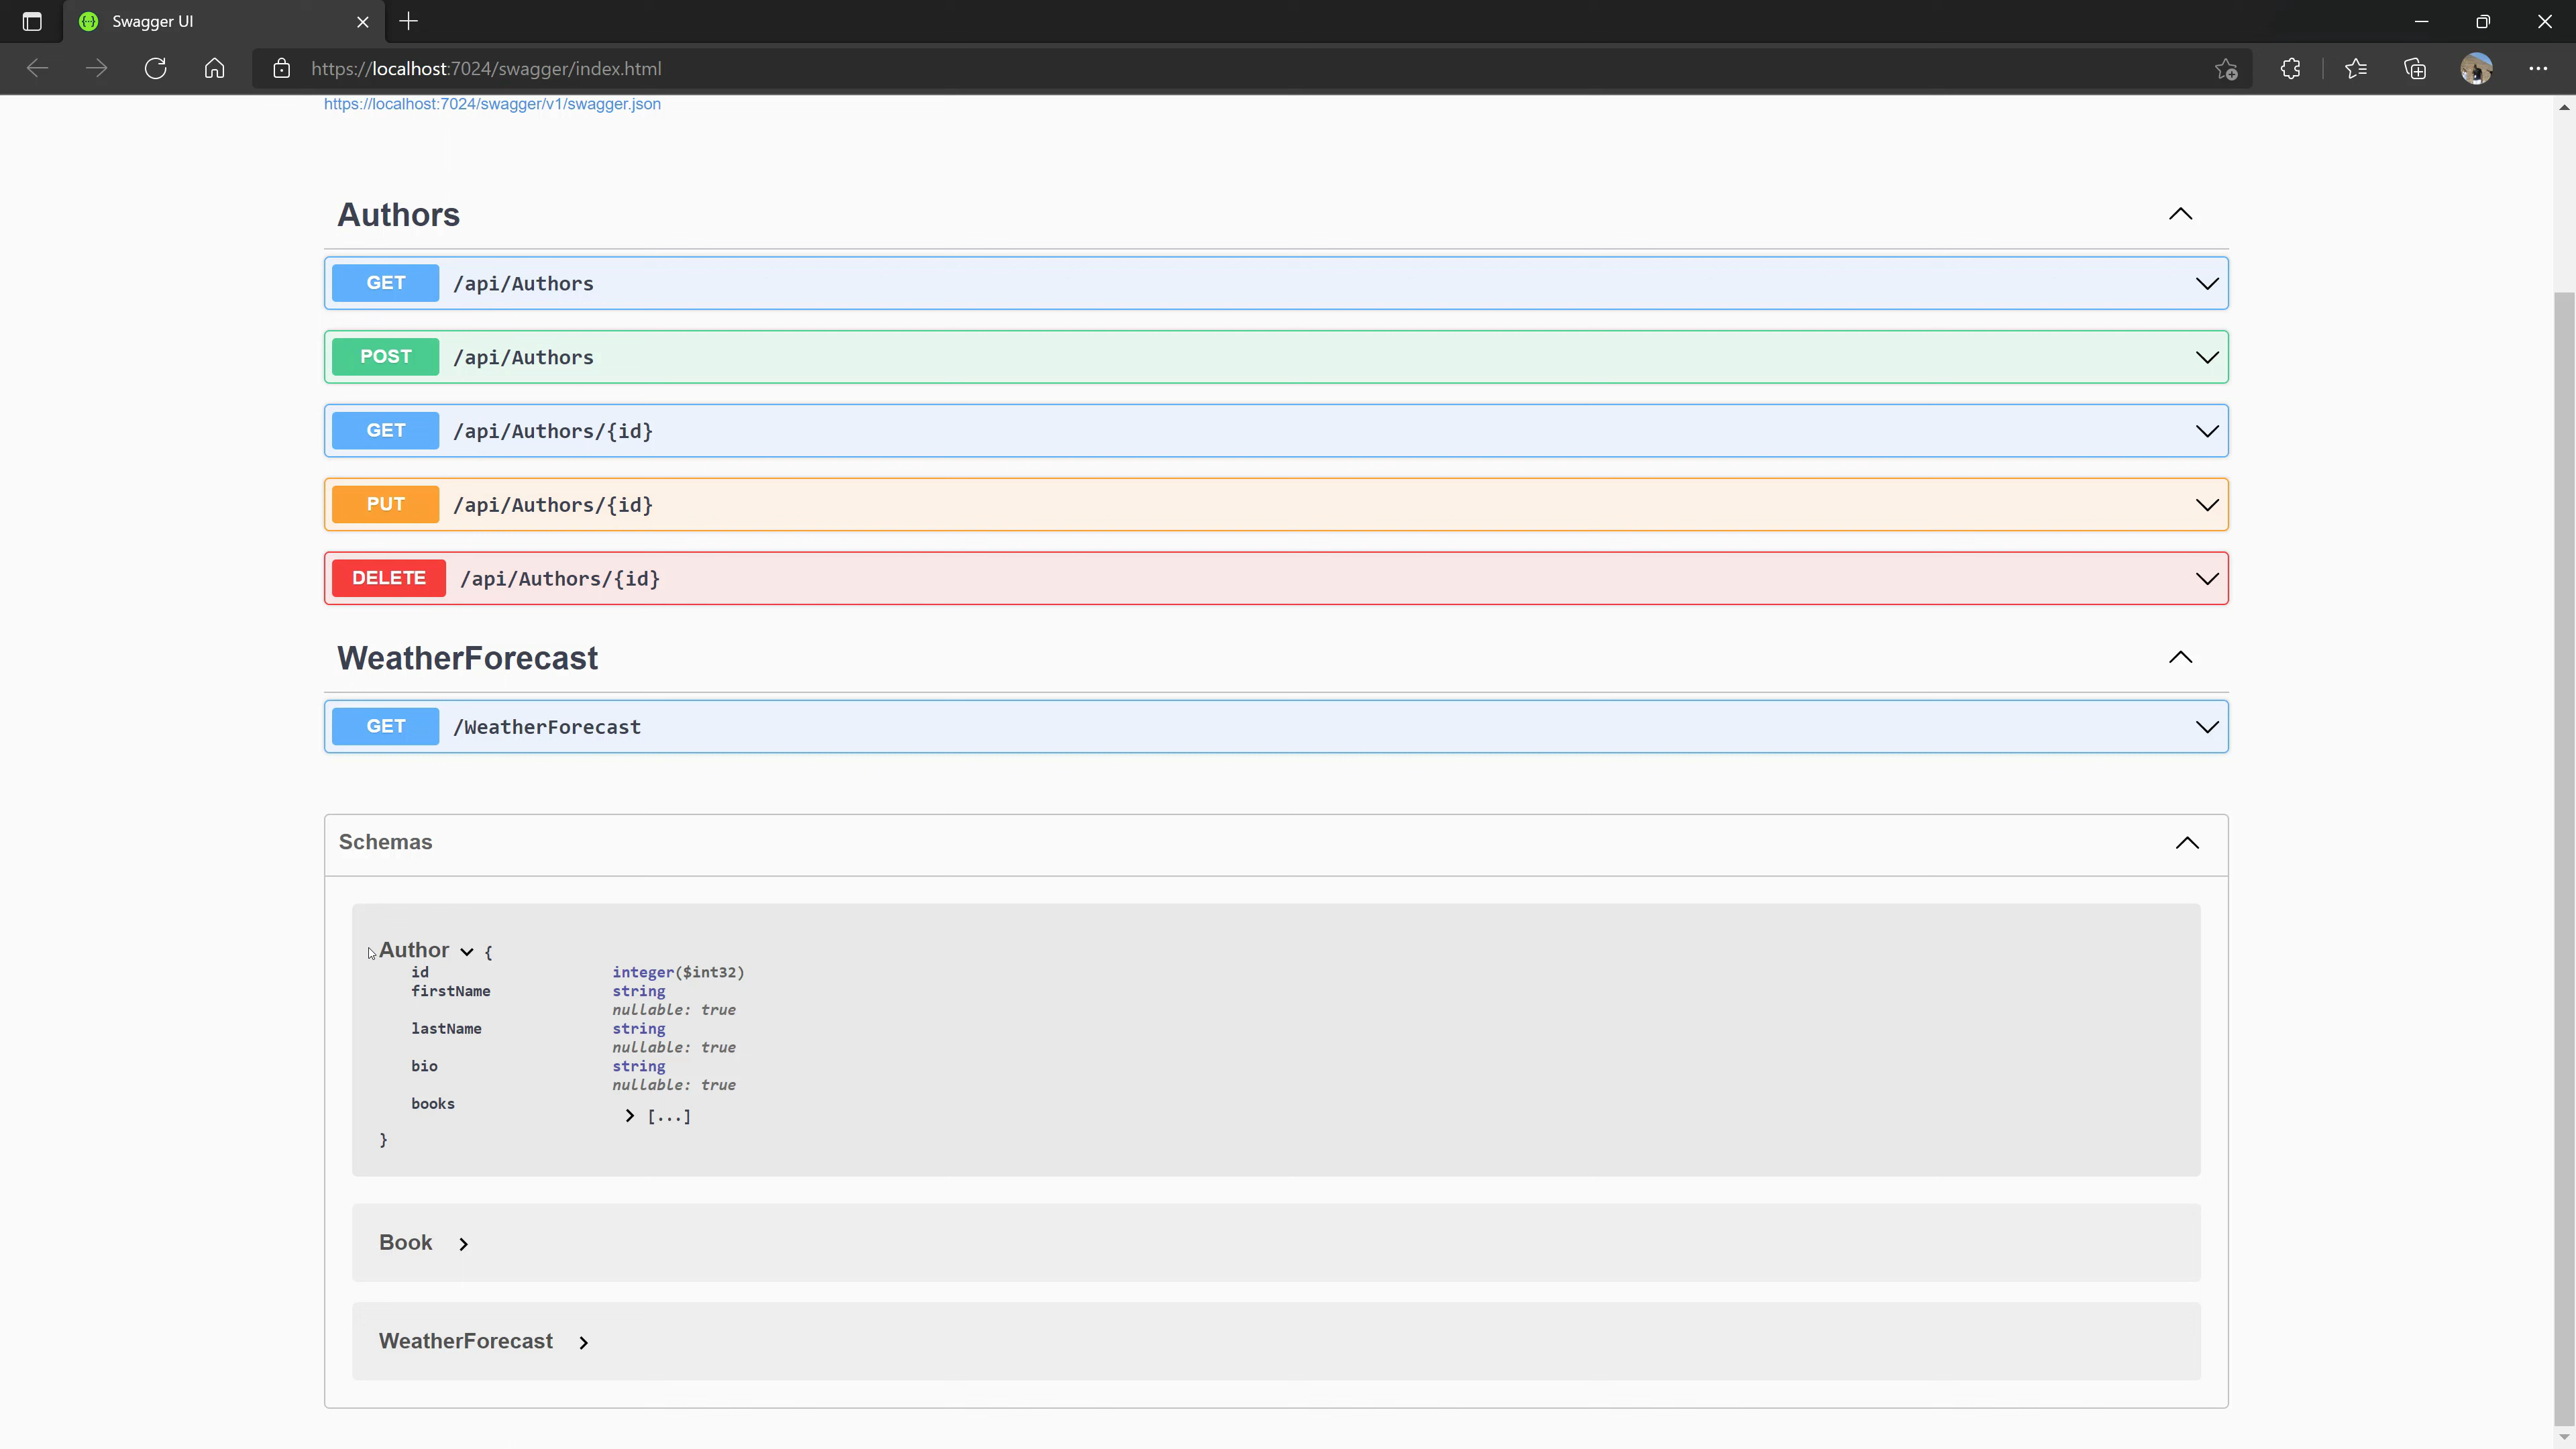 Swagger UI
https://localhost:7024/swagger/index.html
https://localhost:7024/swagger/v1/swagger.json
Authors
GET /api/Authors
POST /api/Authors
GET /api/Authors/{id}
PUT /api/Authors/{id}
DELETE /api/Authors/{id}
WeatherForecast
GET /WeatherForecast
Schemas
Author {
id integer($int32)
firstName string
nullable: true
lastName string
nullable: true
bio string
nullable: true
books
[...]
}
Book
WeatherForecast